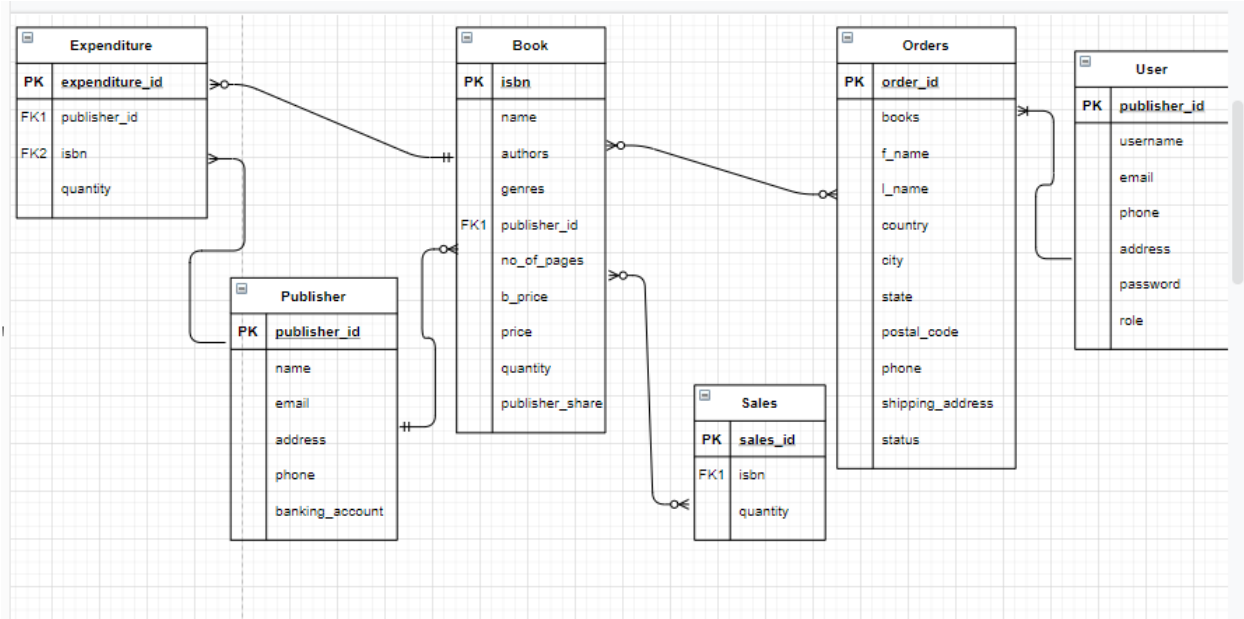 Expenditure
PK expenditure_id
FK1 publisher_id
FK2 isbn
quantity
Book
PK isbn
name
authors
genres
FK1 publisher_id
no_of_pages
b_price
price
quantity
publisher_share
Orders
PK order_id
books
f_name
l_name
country
city
state
postal_code
phone
shipping_address
status
User
PK publisher_id
username
email
phone
address
password
role
Publisher
PK publisher_id
name
email
address
phone
banking_account
Sales
PK sales_id
FK1 isbn
quantity